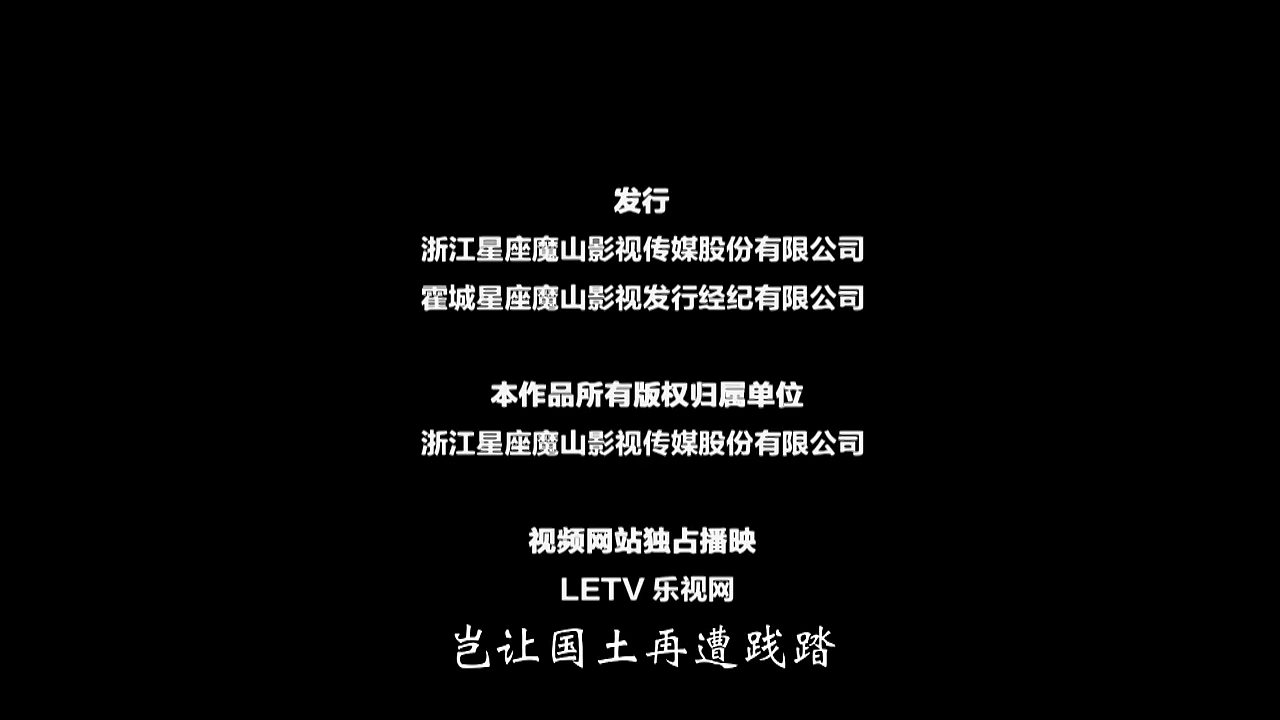 发行
浙江星座魔山影视传媒股份有限公司
霍城星座魔山影视发行经纪有限公司
本作品所有版权归属单位
浙江星座魔山影视传媒股份有限公司
视频网站独占播映
LETV 乐视网
岂让国土再遭践踏